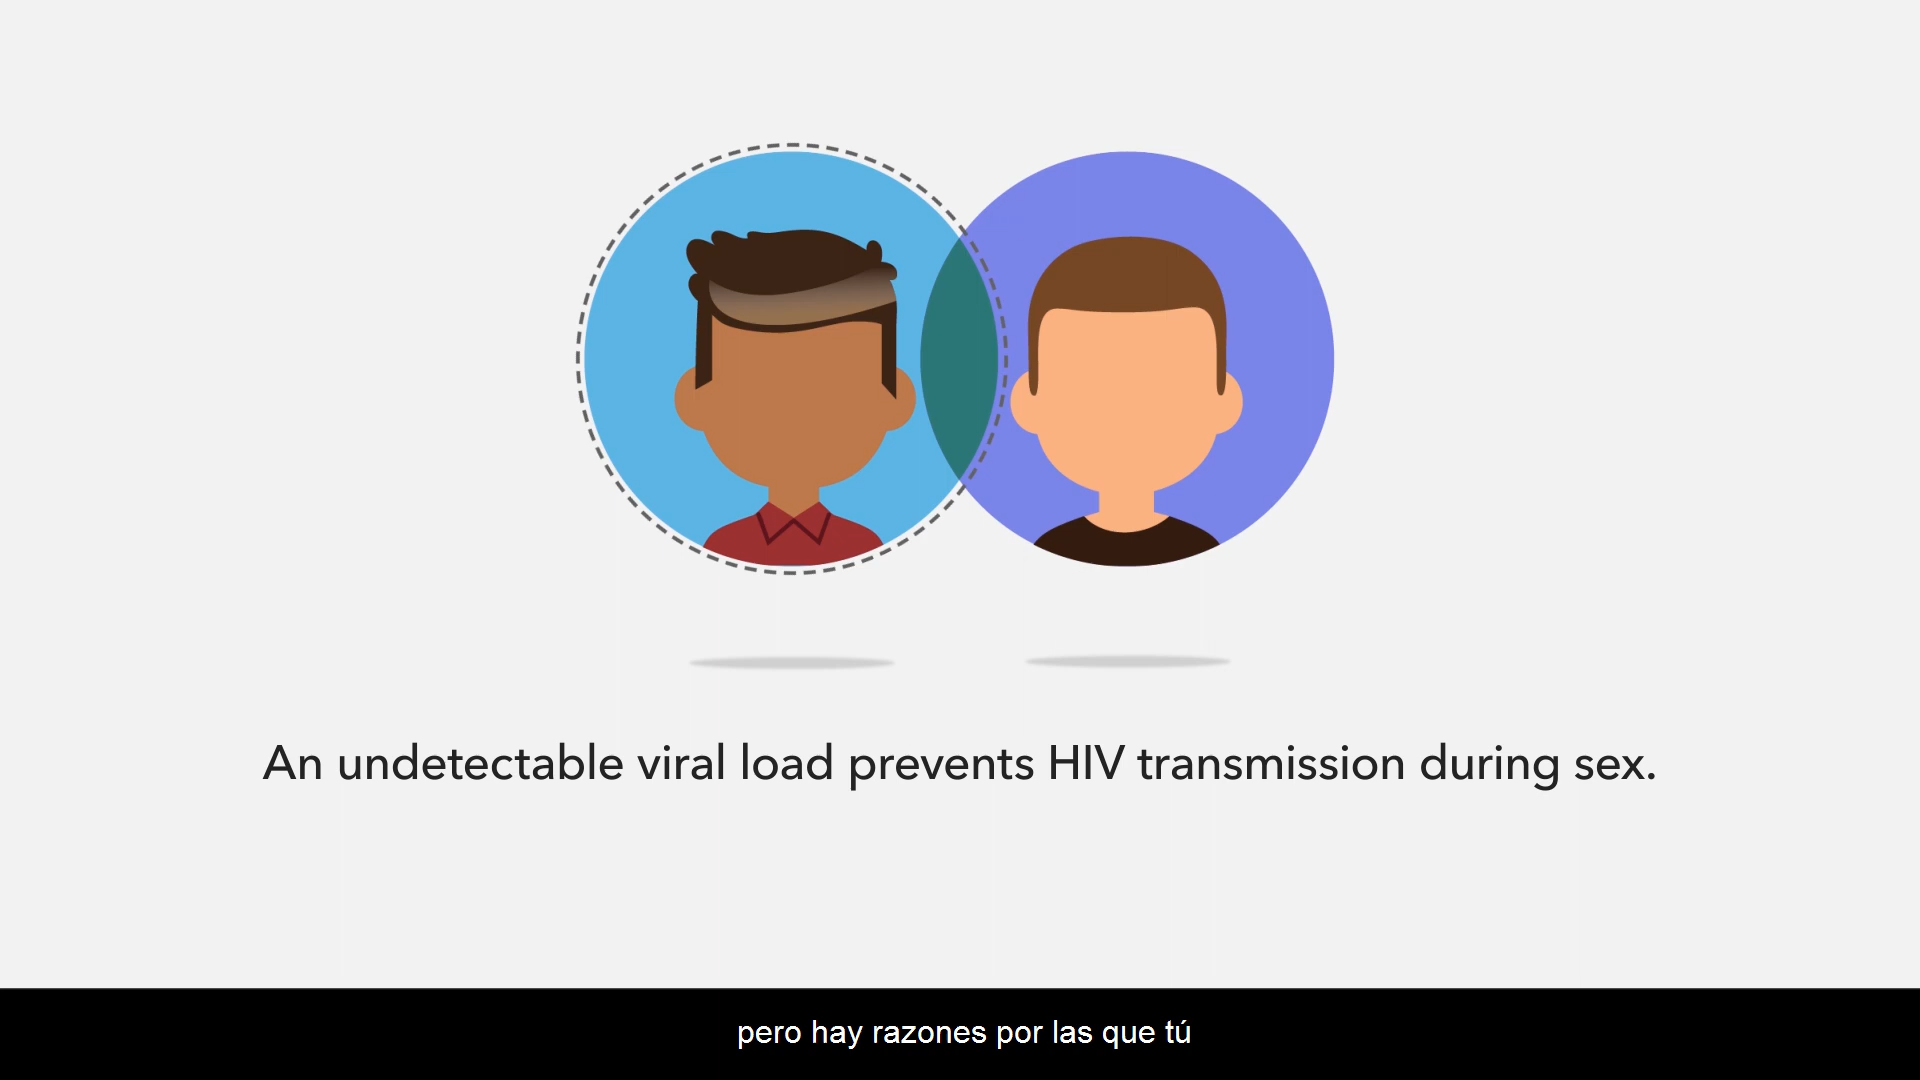 An undetectable viral load prevents HIV transmission during sex.
pero hay razones por las que tú